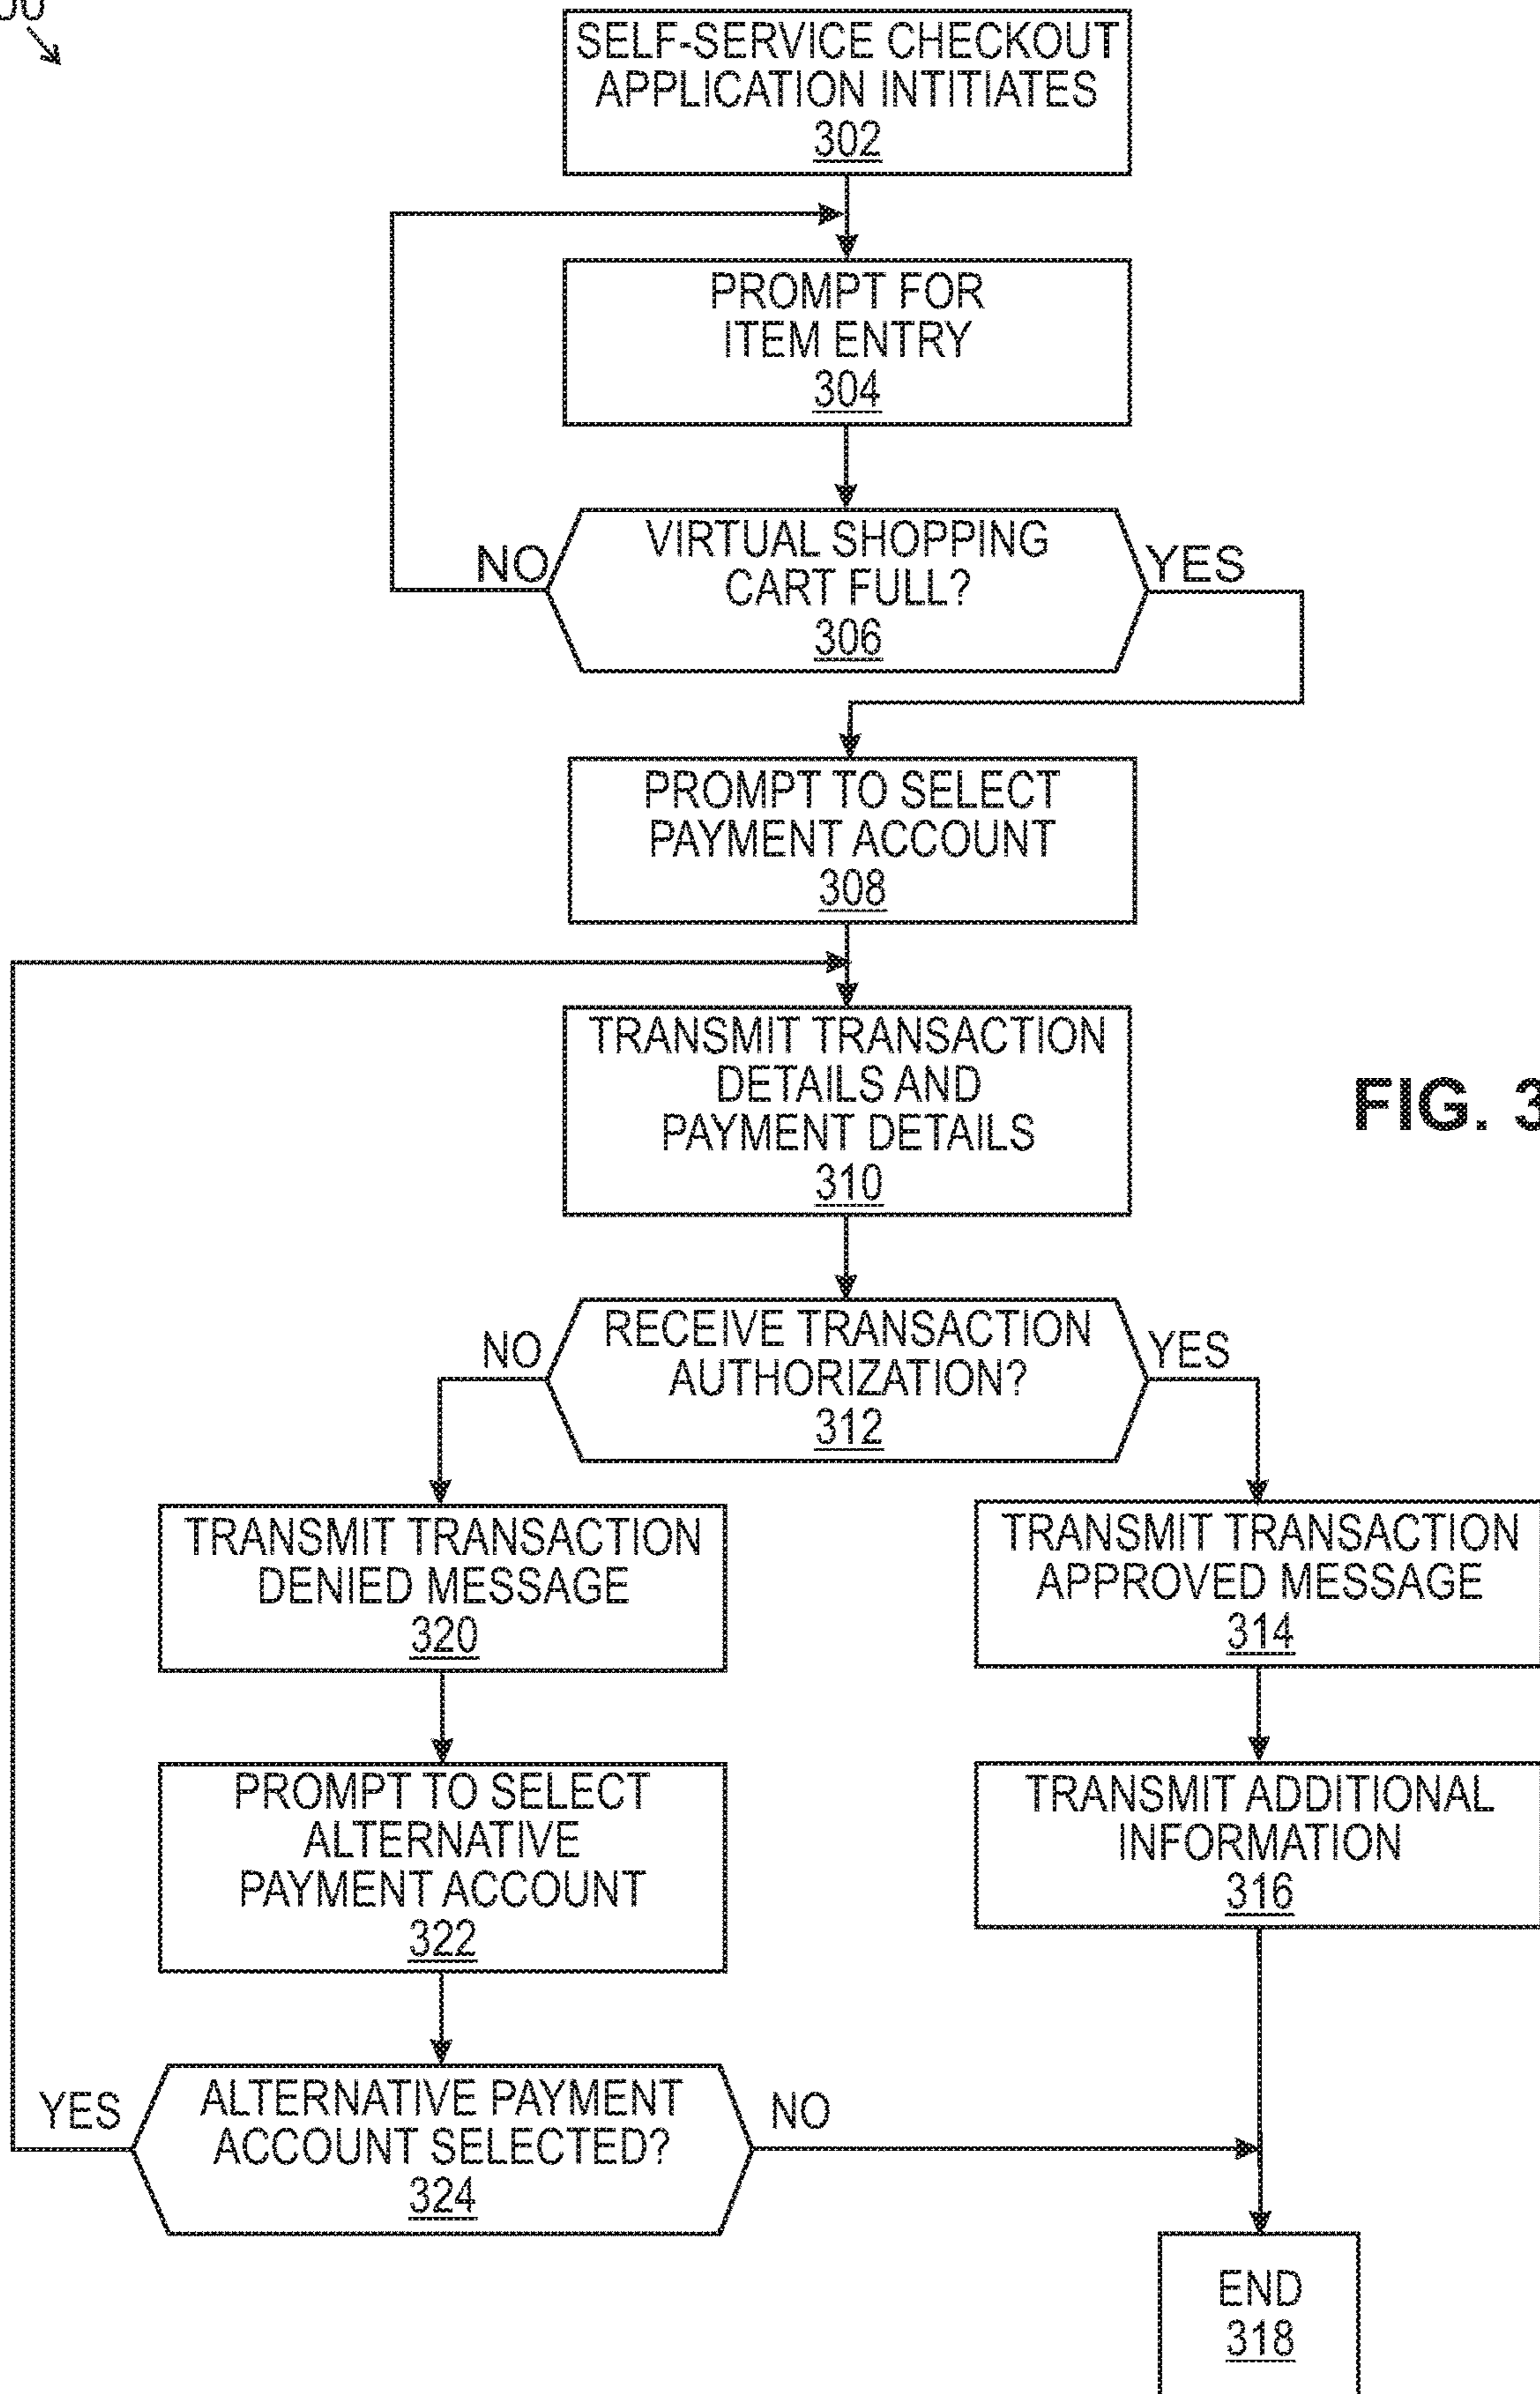 SELF-SERVICE CHECKOUT
APPLICATION INTITIATES
302
PROMPT FOR
ITEM ENTRY
304
NO
VIRTUAL SHOPPING
CART FULL?
306
YES
PROMPT TO SELECT
PAYMENT ACCOUNT
308
TRANSMIT TRANSACTION
DETAILS AND
PAYMENT DETAILS
310
FIG. 3
NO
RECEIVE TRANSACTION
AUTHORIZATION?
312
YES
TRANSMIT TRANSACTION
DENIED MESSAGE
320
TRANSMIT TRANSACTION
APPROVED MESSAGE
314
PROMPT TO SELECT
ALTERNATIVE
PAYMENT ACCOUNT
322
TRANSMIT ADDITIONAL
INFORMATION
316
YES
ALTERNATIVE PAYMENT
ACCOUNT SELECTED?
324
NO
END
318